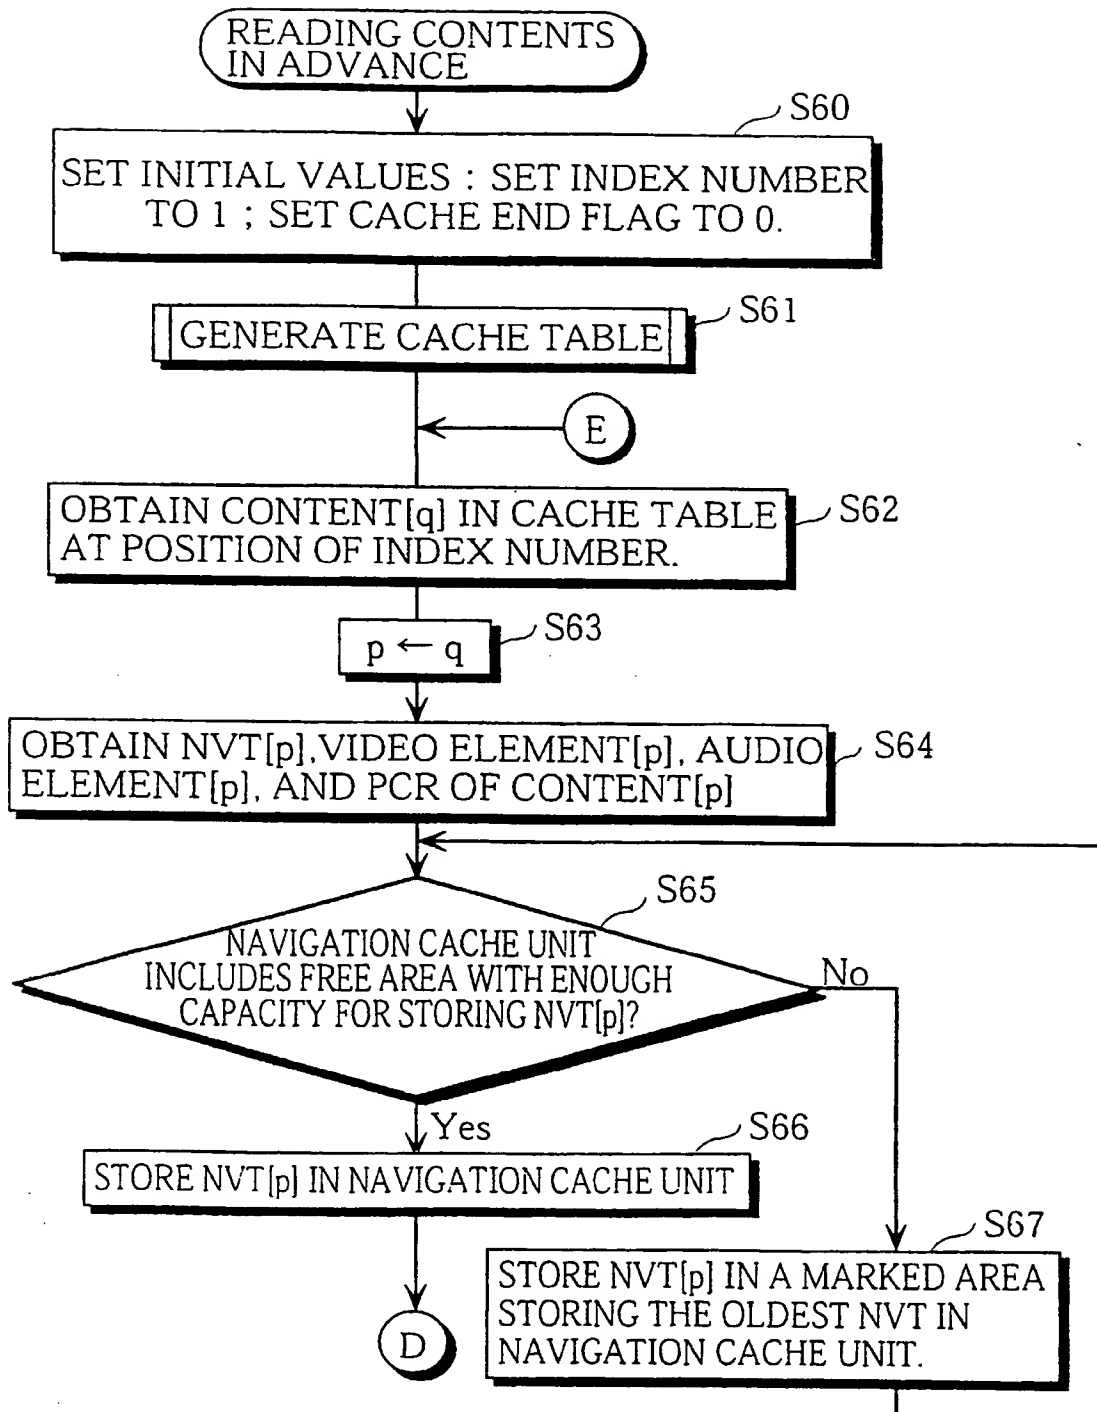 READING CONTENTS
IN ADVANCE
S60
SET INITIAL VALUES : SET INDEX NUMBER
TO 1 ; SET CACHE END FLAG TO 0.
S61
GENERATE CACHE TABLE
E
S62
OBTAIN CONTENT[q] IN CACHE TABLE
AT POSITION OF INDEX NUMBER.
S63
p ← q
S64
OBTAIN NVT[p],VIDEO ELEMENT[p], AUDIO
ELEMENT[p], AND PCR OF CONTENT[p]
S65
NAVIGATION CACHE UNIT
INCLUDES FREE AREA WITH ENOUGH
CAPACITY FOR STORING NVT[p]?
No
Yes
S66
STORE NVT[p] IN NAVIGATION CACHE UNIT
S67
STORE NVT[p] IN A MARKED AREA
STORING THE OLDEST NVT IN
NAVIGATION CACHE UNIT.
D